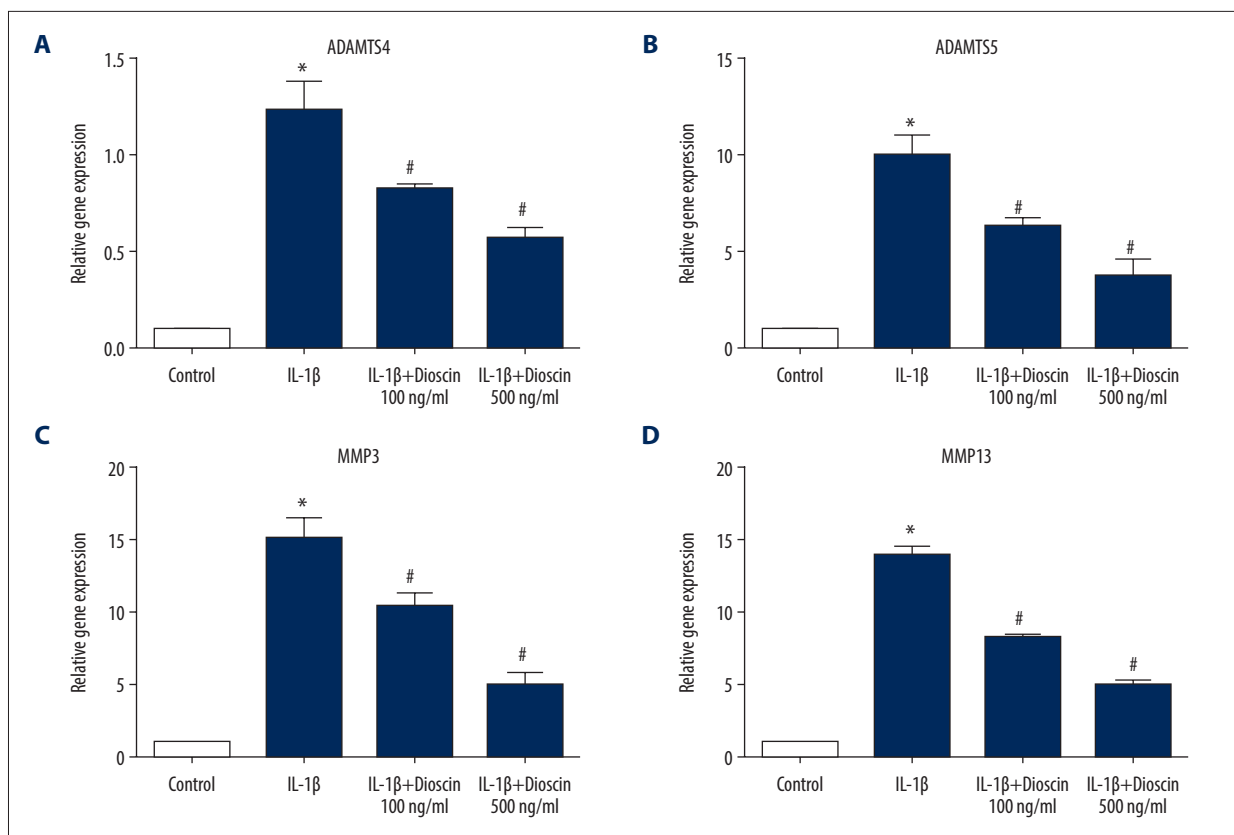 A
ADAMTS4
Relative gene expression
1.5
1.0
0.5
0.0
*
#
#
Control
IL-1β
IL-1β+Dioscin
100 ng/ml
IL-1β+Dioscin
500 ng/ml
B
ADAMTS5
Relative gene expression
15
10
5
0
*
#
#
Control
IL-1β
IL-1β+Dioscin
100 ng/ml
IL-1β+Dioscin
500 ng/ml
C
MMP3
Relative gene expression
20
15
10
5
0
*
#
#
Control
IL-1β
IL-1β+Dioscin
100 ng/ml
IL-1β+Dioscin
500 ng/ml
D
MMP13
Relative gene expression
20
15
10
5
0
*
#
#
Control
IL-1β
IL-1β+Dioscin
100 ng/ml
IL-1β+Dioscin
500 ng/ml